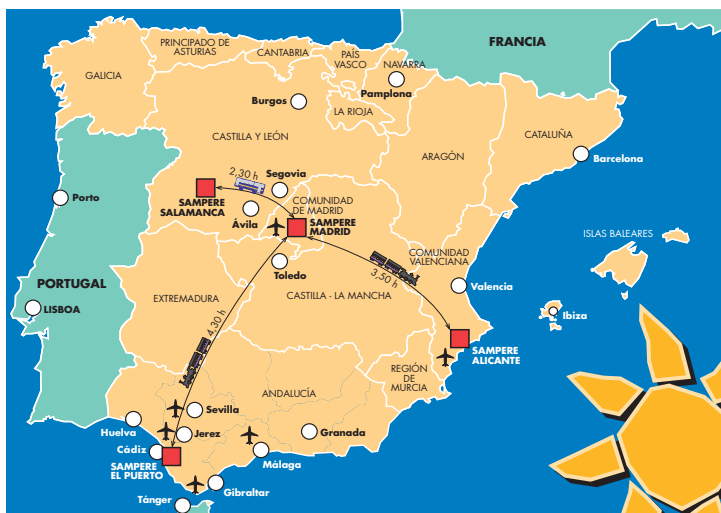 FRANCIA
PRINCIPADO DE
ASTURIAS
CANTABRIA
PAÍS
VASCO
NAVARRA
GALICIA
Pamplona
Burgos
LA RIOJA
CASTILLA Y LEÓN
CATALUÑA
ARAGÓN
Barcelona
2,30 h
Segovia
SAMPERE
SALAMANCA
Porto
Ávila
COMUNIDAD
DE MADRID
SAMPERE
MADRID
ISLAS BALEARES
COMUNIDAD
VALENCIANA
Toledo
3,50 h
PORTUGAL
LISBOA
EXTREMADURA
CASTILLA - LA MANCHA
Valencia
Ibiza
4,30 h
SAMPERE
ALICANTE
REGIÓN
DE
MURCIA
ANDALUCÍA
Sevilla
Huelva
Jerez
Granada
Cádiz
SAMPERE
EL PUERTO
Málaga
Gibraltar
Tánger